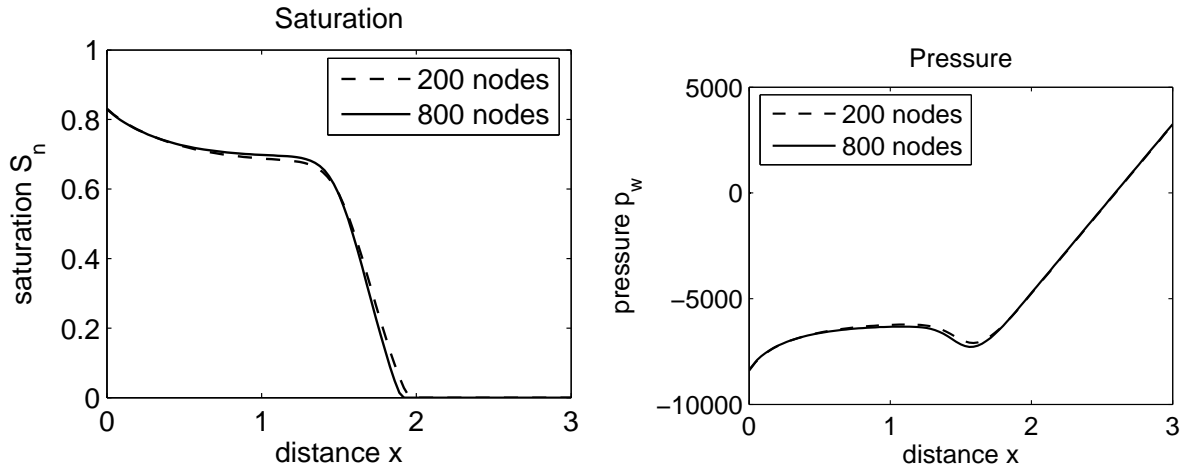 Saturation
1
0.8
0.6
0.4
0.2
0
0 1 2 3
saturation S_n
distance x
200 nodes
800 nodes
Pressure
5000
0
−5000
−10000
0 1 2 3
pressure p_w
distance x
200 nodes
800 nodes